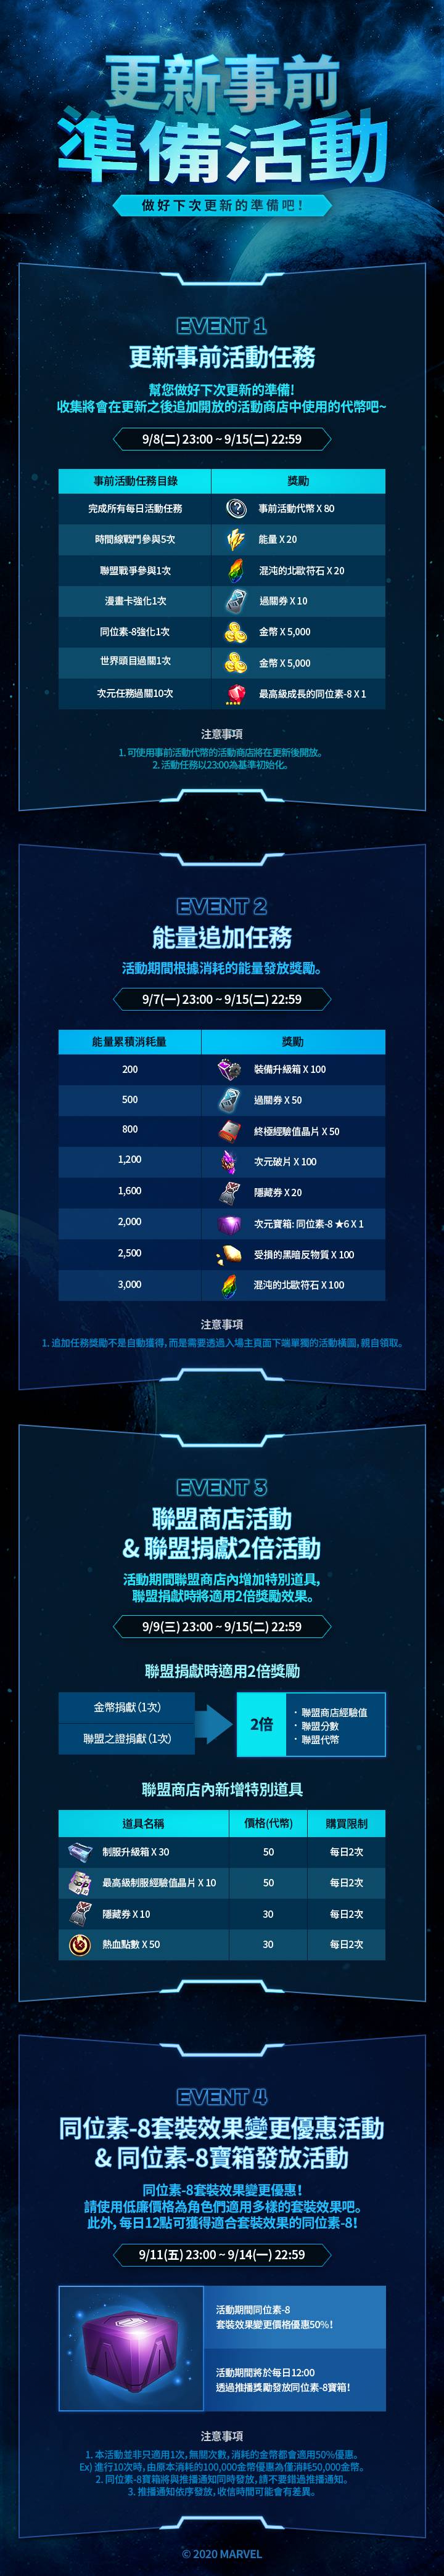 更新事前
準備活動
做好下次更新的準備吧!
EVENT 1
更新事前活動任務
幫您做好下次更新的準備!
收集將會在更新之後追加開放的活動商店中使用的代幣吧~
9/8(二) 23:00 ~ 9/15(二) 22:59
事前活動任務目錄 獎勵
完成所有每日活動任務 事前活動代幣 X 80
時間線戰鬥參與5次 能量 X 20
聯盟戰爭參與1次 混沌的北歐符石 X 20
漫畫卡強化1次 過關券 X 10
同位素-8強化1次 金幣 X 5,000
世界頭目過關1次 金幣 X 5,000
次元任務過關10次 最高級成長的同位素-8 X 1
注意事項
1. 可使用事前活動代幣的活動商店將在更新後開放。
2. 活動任務以23:00為基準初始化。
EVENT 2
能量追加任務
活動期間根據消耗的能量發放獎勵。
9/7(一) 23:00 ~ 9/15(二) 22:59
能量累積消耗量 獎勵
200 裝備升級箱 X 100
500 過關券 X 50
800 終極經驗值晶片 X 50
1,200 次元破片 X 100
1,600 隱藏券 X 20
2,000 次元寶箱: 同位素-8 ★6 X 1
2,500 受損的黑暗反物質 X 100
3,000 混沌的北歐符石 X 100
注意事項
1. 追加任務獎勵不是自動獲得, 而是需要透過入場主頁面下端單獨的活動橫圖, 親自領取。
EVENT 3
聯盟商店活動
& 聯盟捐獻2倍活動
活動期間聯盟商店內增加特別道具,
聯盟捐獻時將適用2倍獎勵效果。
9/9(三) 23:00 ~ 9/15(二) 22:59
聯盟捐獻時適用2倍獎勵
金幣捐獻 (1次)
聯盟之證捐獻 (1次)
2倍
· 聯盟商店經驗值
· 聯盟分數
· 聯盟代幣
聯盟商店內新增特別道具
道具名稱 價格(代幣) 購買限制
制服升級箱 X 30 50 每日2次
最高級制服經驗值晶片 X 10 50 每日2次
隱藏券 X 10 30 每日2次
熱血點數 X 50 30 每日2次
EVENT 4
同位素-8套裝效果變更優惠活動
& 同位素-8寶箱發放活動
同位素-8套裝效果變更優惠!
請使用低廉價格為角色們適用多樣的套裝效果吧。
此外, 每日12點可獲得適合套裝效果的同位素-8!
9/11(五) 23:00 ~ 9/14(一) 22:59
活動期間同位素-8
套裝效果變更價格優惠50%!
活動期間將於每日12:00
透過推播獎勵發放同位素-8寶箱!
注意事項
1. 本活動並非只適用1次, 無關次數, 消耗的金幣都會適用50%優惠。
Ex) 進行10次時, 由原本消耗的100,000金幣優惠為僅消耗50,000金幣。
2. 同位素-8寶箱將與推播通知同時發放, 請不要錯過推播通知。
3. 推播通知依序發放, 收信時間可能會有差異。
© 2020 MARVEL